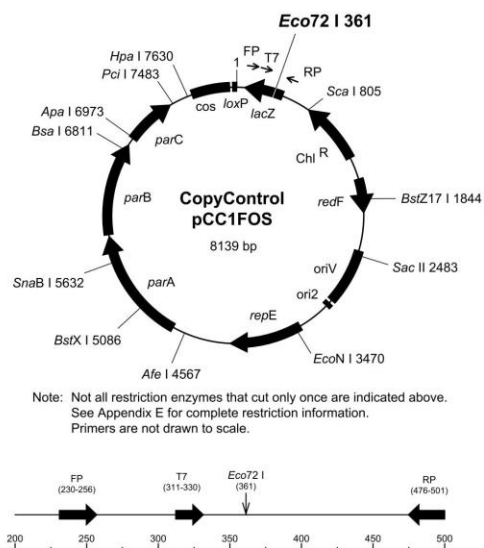 Eco72 I 361
FP
T7
RP
1
Hpa I 7630
Pci I 7483
cos
loxP
lacZ
Sca I 805
Apa I 6973
Bsa I 6811
parC
Chl R
parB
CopyControl
pCC1FOS
8139 bp
redF
BstZ17 I 1844
SnaB I 5632
parA
oriV
Sac II 2483
ori2
repE
BstX I 5086
Afe I 4567
EcoN I 3470
Note: Not all restriction enzymes that cut only once are indicated above.
See Appendix E for complete restriction information.
Primers are not drawn to scale.
FP
(230-256)
T7
(311-330)
Eco72 I
(361)
RP
(476-501)
200 250 300 350 400 450 500